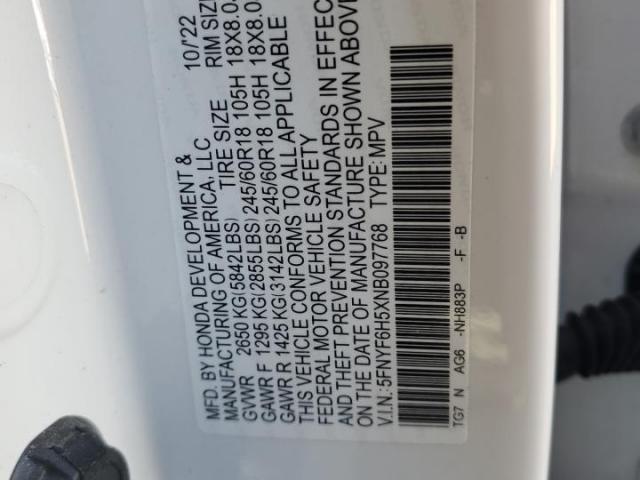 MFD. BY HONDA DEVELOPMENT & 10/'22
MANUFACTURING OF AMERICA, LLC
TIRE SIZE RIM SIZE
GVWR 2650 KG(5842LBS)
GAWR F 1295 KG(2855LBS) 245/60R18 105H 18X8.0
GAWR R 1425 KG(3142LBS) 245/60R18 105H 18X8.0
THIS VEHICLE CONFORMS TO ALL APPLICABLE
FEDERAL MOTOR VEHICLE SAFETY
AND THEFT PREVENTION STANDARDS IN EFFEC
ON THE DATE OF MANUFACTURE SHOWN ABOVE
V.I.N.:5FNYF6H5XNB097768 TYPE: MPV
TG7 N AG6 -NH883P -F -B